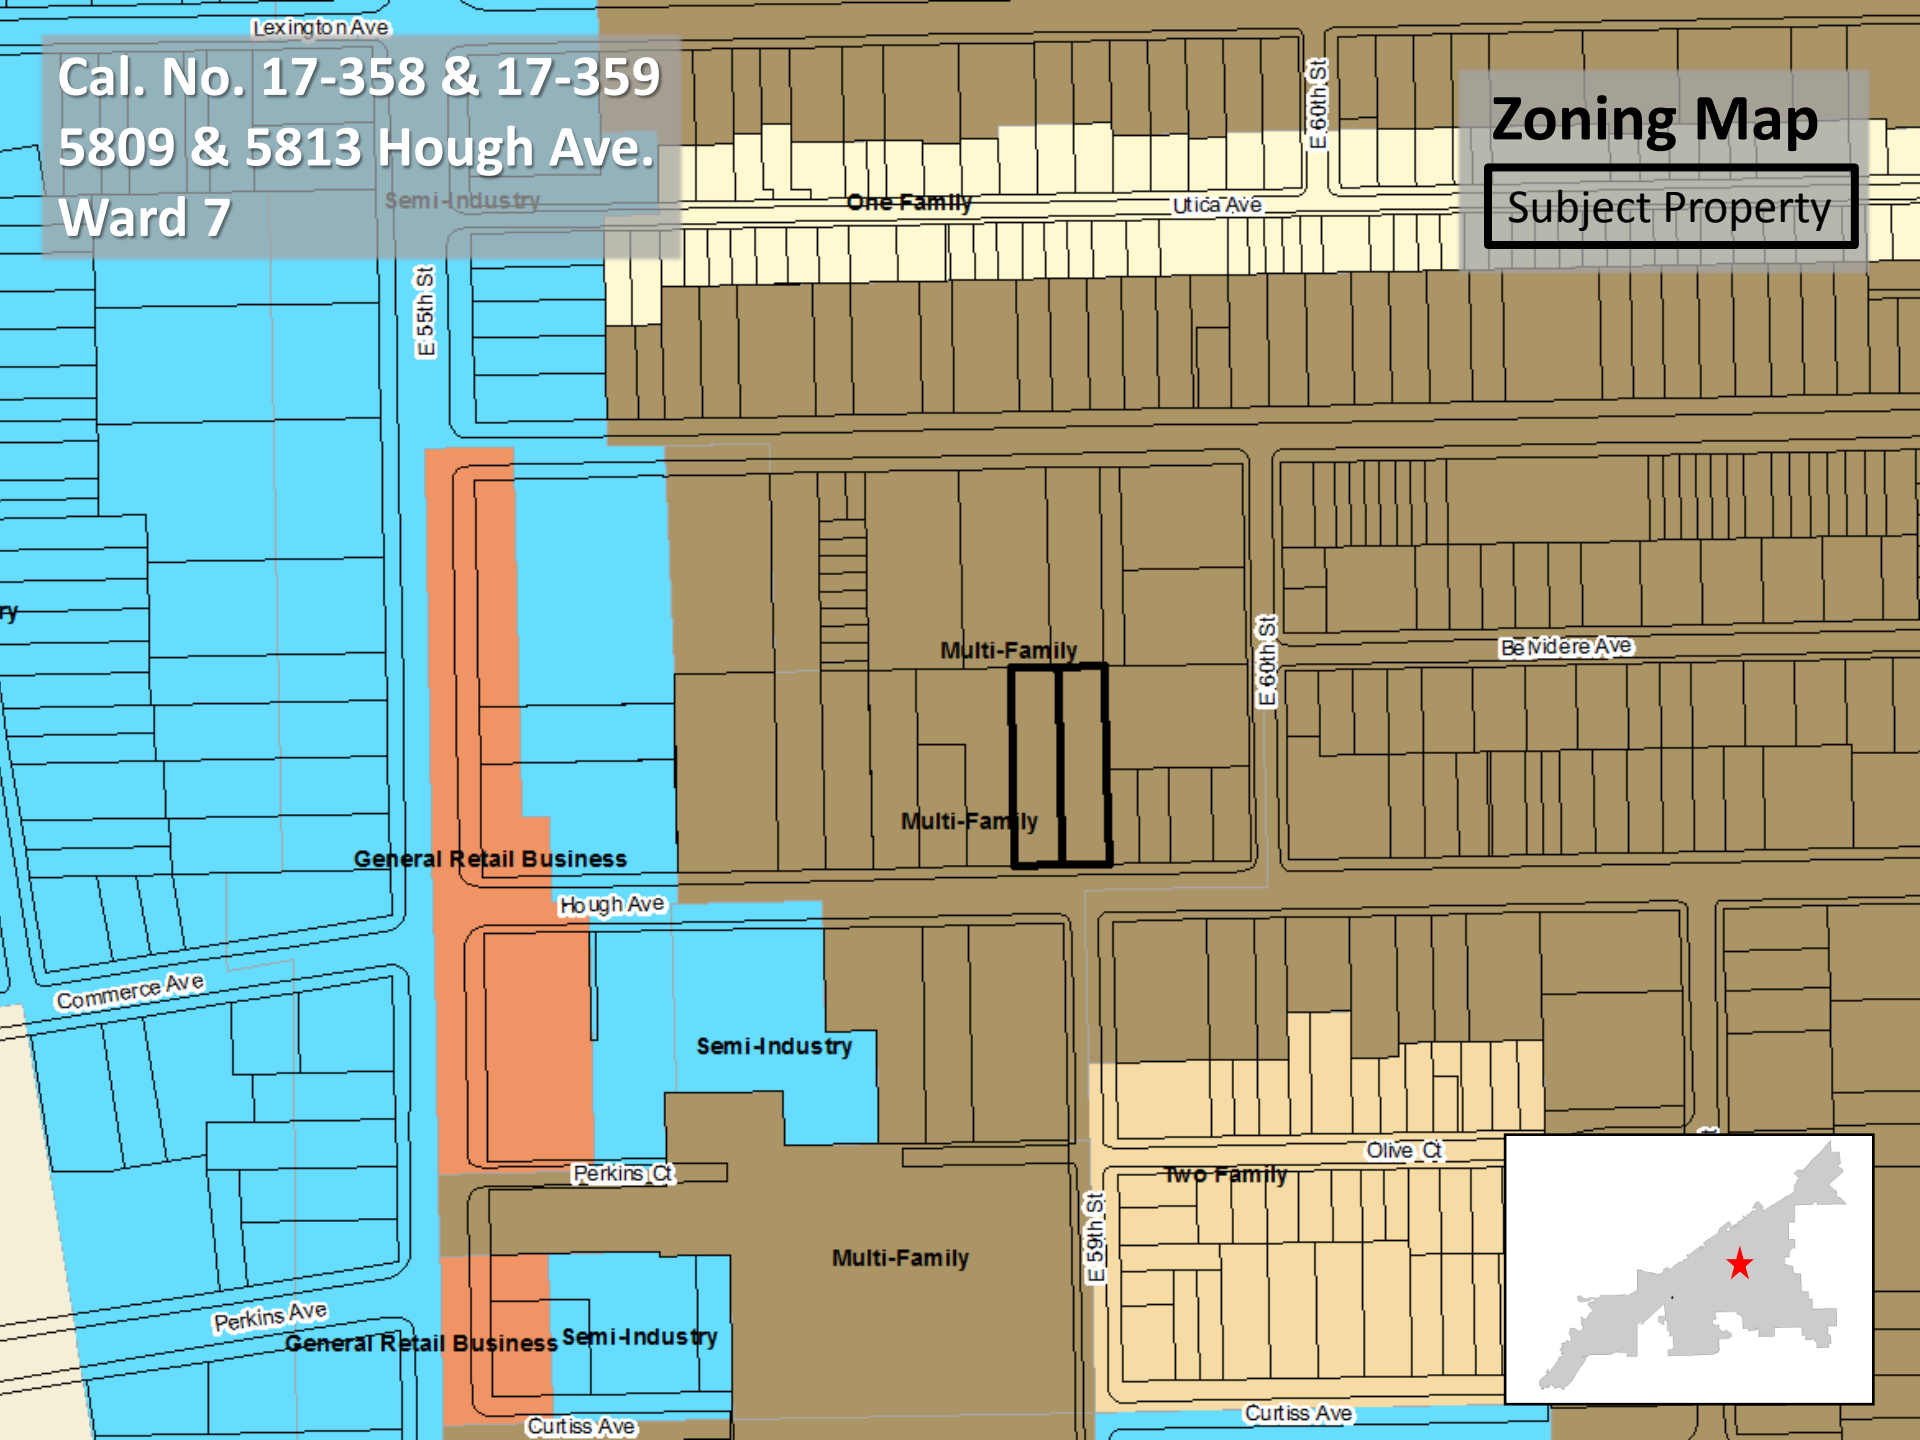 Lexington Ave
Cal. No. 17-358 & 17-359
5809 & 5813 Hough Ave.
Ward 7
Semi-Industry
E 55th St
E 60th St
Zoning Map
Subject Property
One Family
Utica Ave
ry
Multi-Family
E 60th St
Belvidere Ave
Multi-Family
General Retail Business
Hough Ave
Commerce Ave
Semi-Industry
Perkins Ct
Olive Ct
Two Family
E 59th St
Multi-Family
Perkins Ave
General Retail Business
Semi-Industry
Curtiss Ave
Curtiss Ave